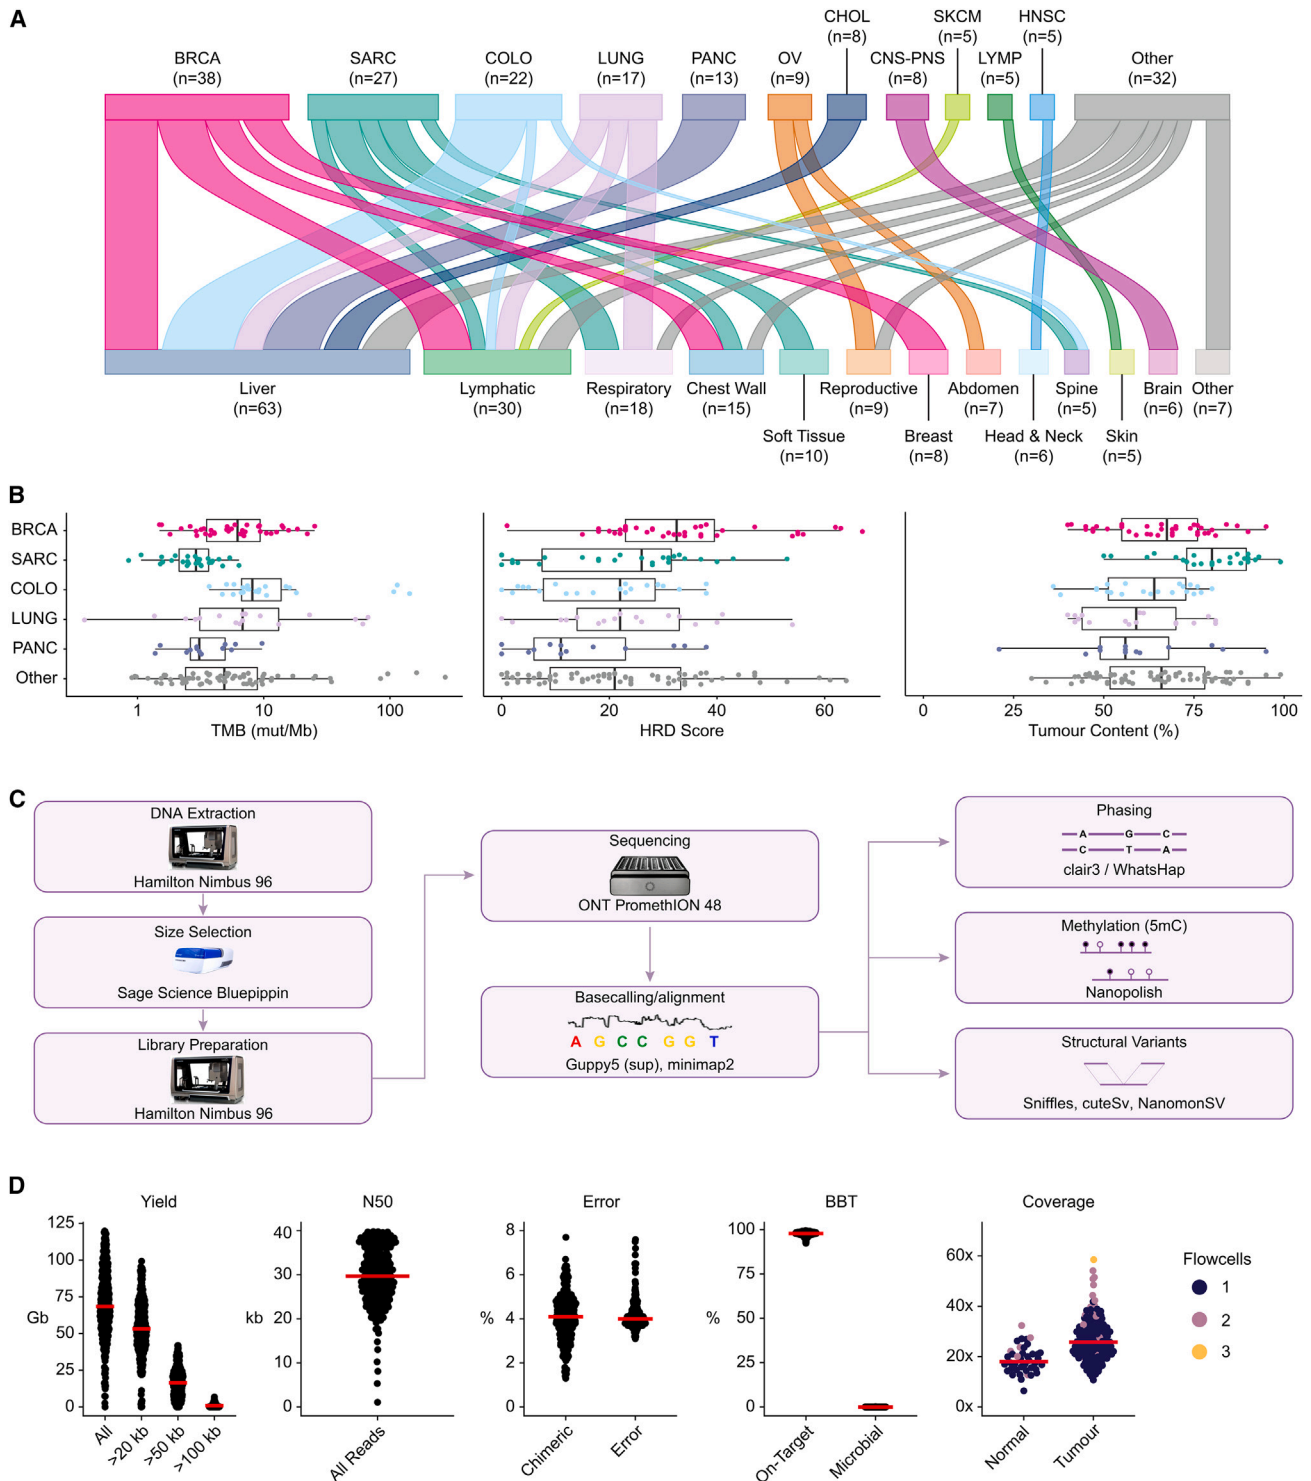 A
BRCA
(n=38)
SARC
(n=27)
COLO
(n=22)
LUNG
(n=17)
PANC
(n=13)
OV
(n=9)
CHOL
(n=8)
CNS-PNS
(n=8)
SKCM
(n=5)
LYMP
(n=5)
HNSC
(n=5)
Other
(n=32)
Liver
(n=63)
Lymphatic
(n=30)
Respiratory
(n=18)
Chest Wall
(n=15)
Soft Tissue
(n=10)
Reproductive
(n=9)
Breast
(n=8)
Abdomen
(n=7)
Head & Neck
(n=6)
Spine
(n=5)
Skin
(n=5)
Brain
(n=6)
Other
(n=7)
B
BRCA
SARC
COLO
LUNG
PANC
Other
1 10 100
TMB (mut/Mb)
0 20 40 60
HRD Score
0 25 50 75 100
Tumour Content (%)
C
DNA Extraction
Hamilton Nimbus 96
Size Selection
Sage Science Bluepippin
Library Preparation
Hamilton Nimbus 96
Sequencing
ONT PromethION 48
Basecalling/alignment
A G C C G G T
Guppy5 (sup), minimap2
Phasing
A G C
C T A
clair3 / WhatsHap
Methylation (5mC)
Nanopolish
Structural Variants
Sniffles, cuteSv, NanomonSV
D
Yield
125
100
75
50
25
0
Gb
All
>20 kb
>50 kb
>100 kb
N50
40
30
20
10
0
kb
All Reads
Error
8
6
4
2
0
%
Chimeric
Error
BBT
100
75
50
25
0
%
On-Target
Microbial
Coverage
60x
40x
20x
0x
Normal
Tumour
Flowcells
1
2
3